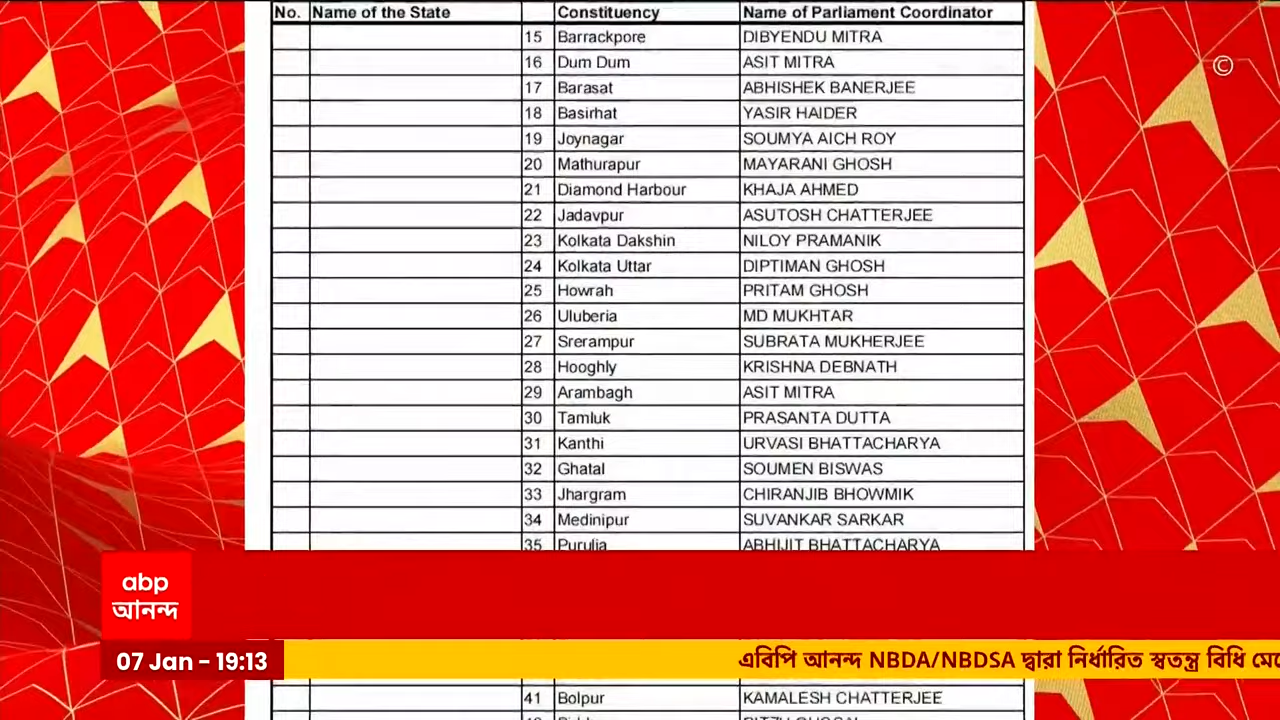 No. Name of the State Constituency Name of Parliament Coordinator
15 Barrackpore DIBYENDU MITRA
16 Dum Dum ASIT MITRA
17 Barasat ABHISHEK BANERJEE
18 Basirhat YASIR HAIDER
19 Joynagar SOUMYA AICH ROY
20 Mathurapur MAYARANI GHOSH
21 Diamond Harbour KHAJA AHMED
22 Jadavpur ASUTOSH CHATTERJEE
23 Kolkata Dakshin NILOY PRAMANIK
24 Kolkata Uttar DIPTIMAN GHOSH
25 Howrah PRITAM GHOSH
26 Uluberia MD MUKHTAR
27 Srerampur SUBRATA MUKHERJEE
28 Hooghly KRISHNA DEBNATH
29 Arambagh ASIT MITRA
30 Tamluk PRASANTA DUTTA
31 Kanthi URVASI BHATTACHARYA
32 Ghatal SOUMEN BISWAS
33 Jhargram CHIRANJIB BHOWMIK
34 Medinipur SUVANKAR SARKAR
35 Purulia ABHIJIT BHATTACHARYA
©
abp
আনন্দ
07 Jan - 19:13
এবিপি আনন্দ NBDA/NBDSA দ্বারা নির্ধারিত স্বতন্ত্র বিধি
41 Bolpur KAMALESH CHATTERJEE